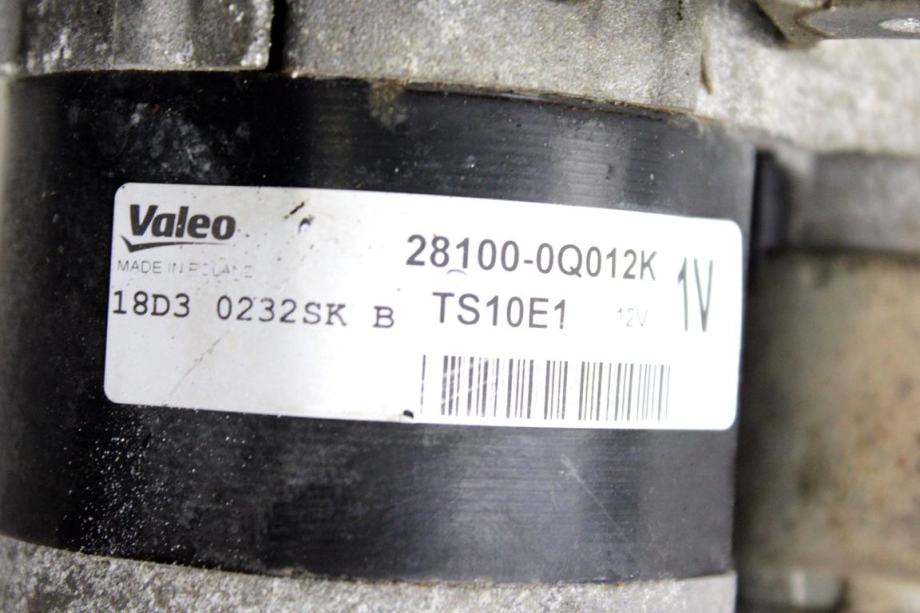 Valeo
MADE IN POLAND
28100-0Q012K
1V
18D3 0232SK B
TS10E1
12V